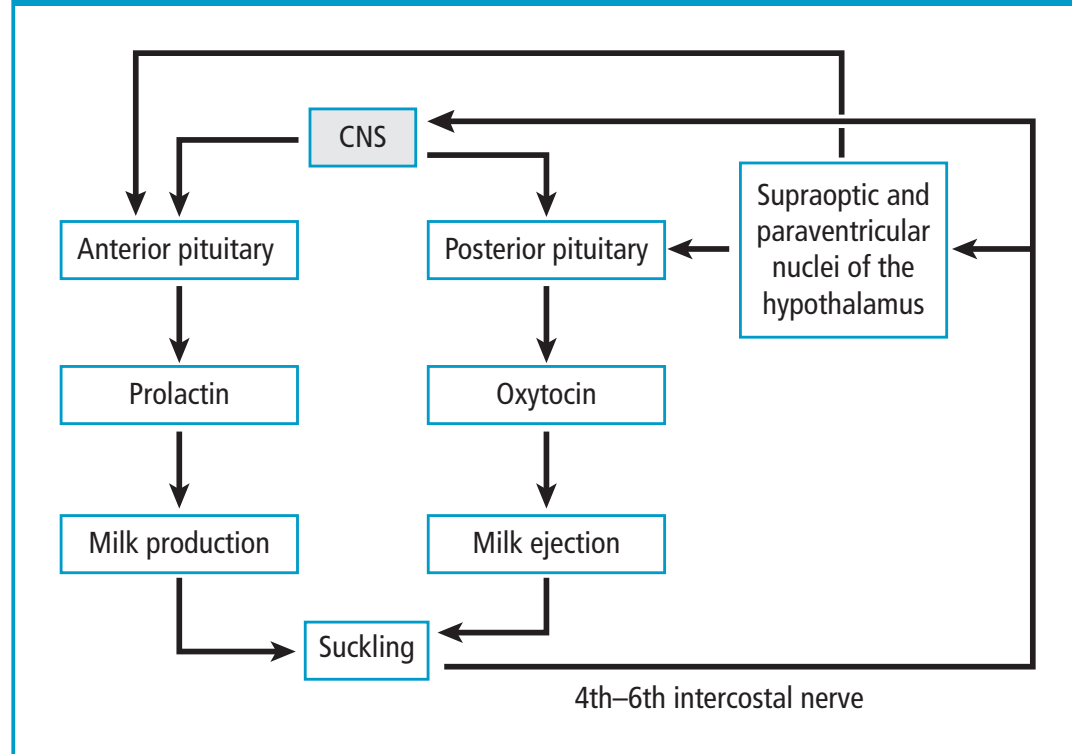 CNS
Supraoptic and
paraventricular
nuclei of the
hypothalamus
Anterior pituitary
Posterior pituitary
Prolactin
Oxytocin
Milk production
Milk ejection
Suckling
4th–6th intercostal nerve